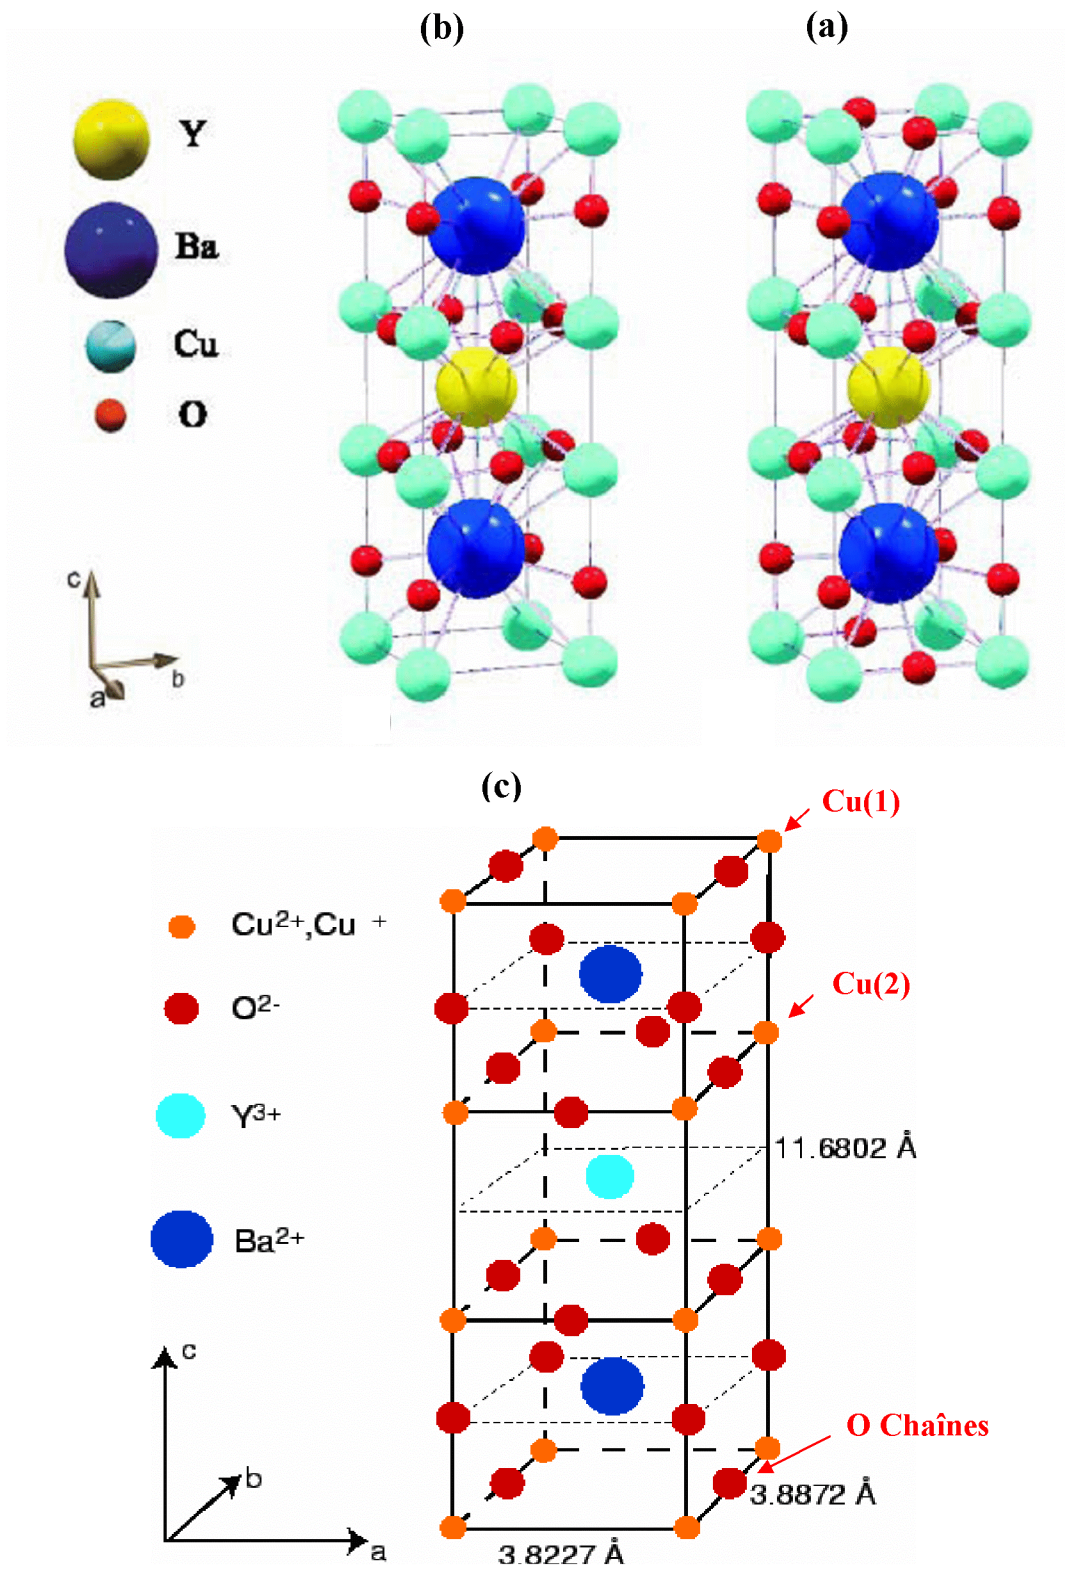 (b) (a)
Y
Ba
Cu
O
c
b
a
(c)
Cu(1)
Cu2+,Cu +
O2-
Cu(2)
Y3+
11.6802 Å
Ba2+
c
b
a
O Chaînes
3.8872 Å
3.8227 Å